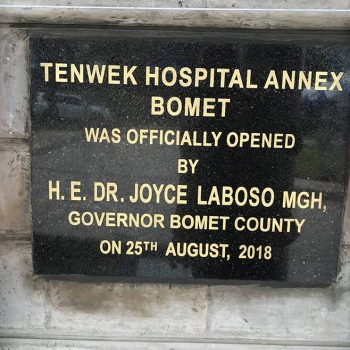 TENWEK HOSPITAL ANNEX
BOMET
WAS OFFICIALLY OPENED
BY
H. E. DR. JOYCE LABOSO MGH,
GOVERNOR BOMET COUNTY
ON 25TH AUGUST, 2018